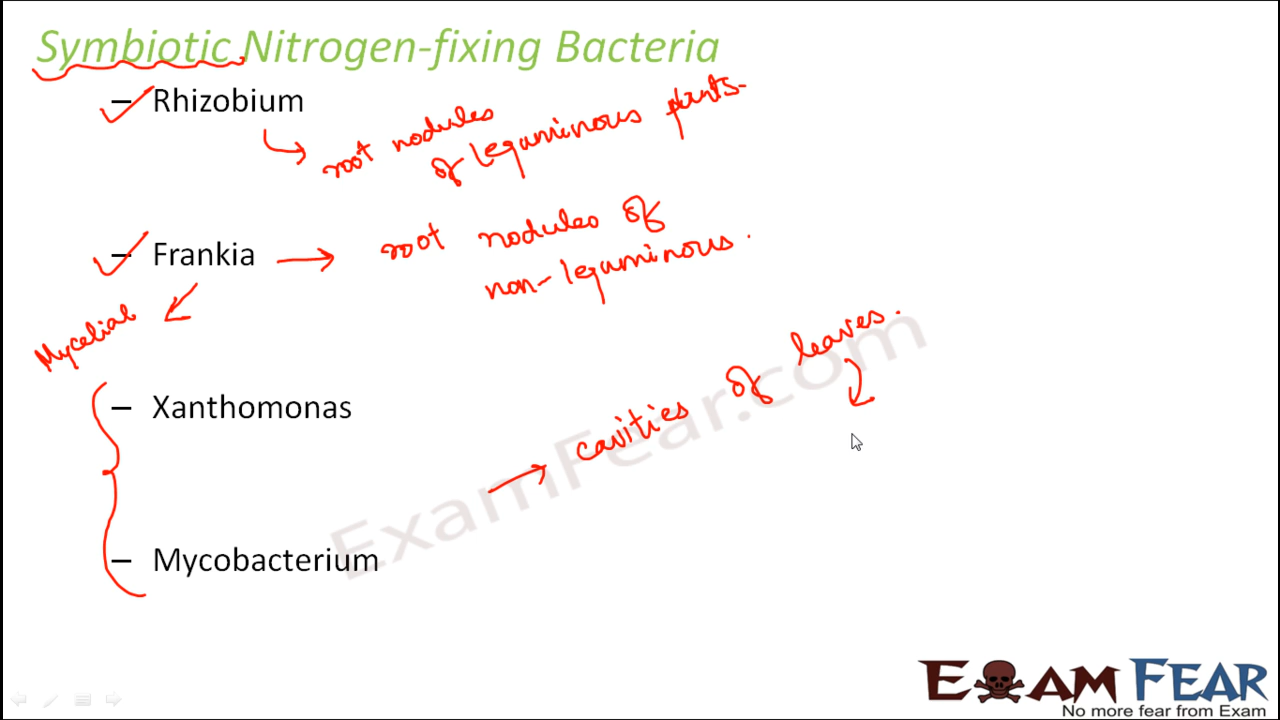 Symbiotic Nitrogen-fixing Bacteria
– Rhizobium
root nodules
of leguminous plants.
– Frankia
root nodules of
non-leguminous.
Mycelial
– Xanthomonas
cavities of leaves.
– Mycobacterium
ExamFear.com
EXAM FEAR
No more fear from Exam